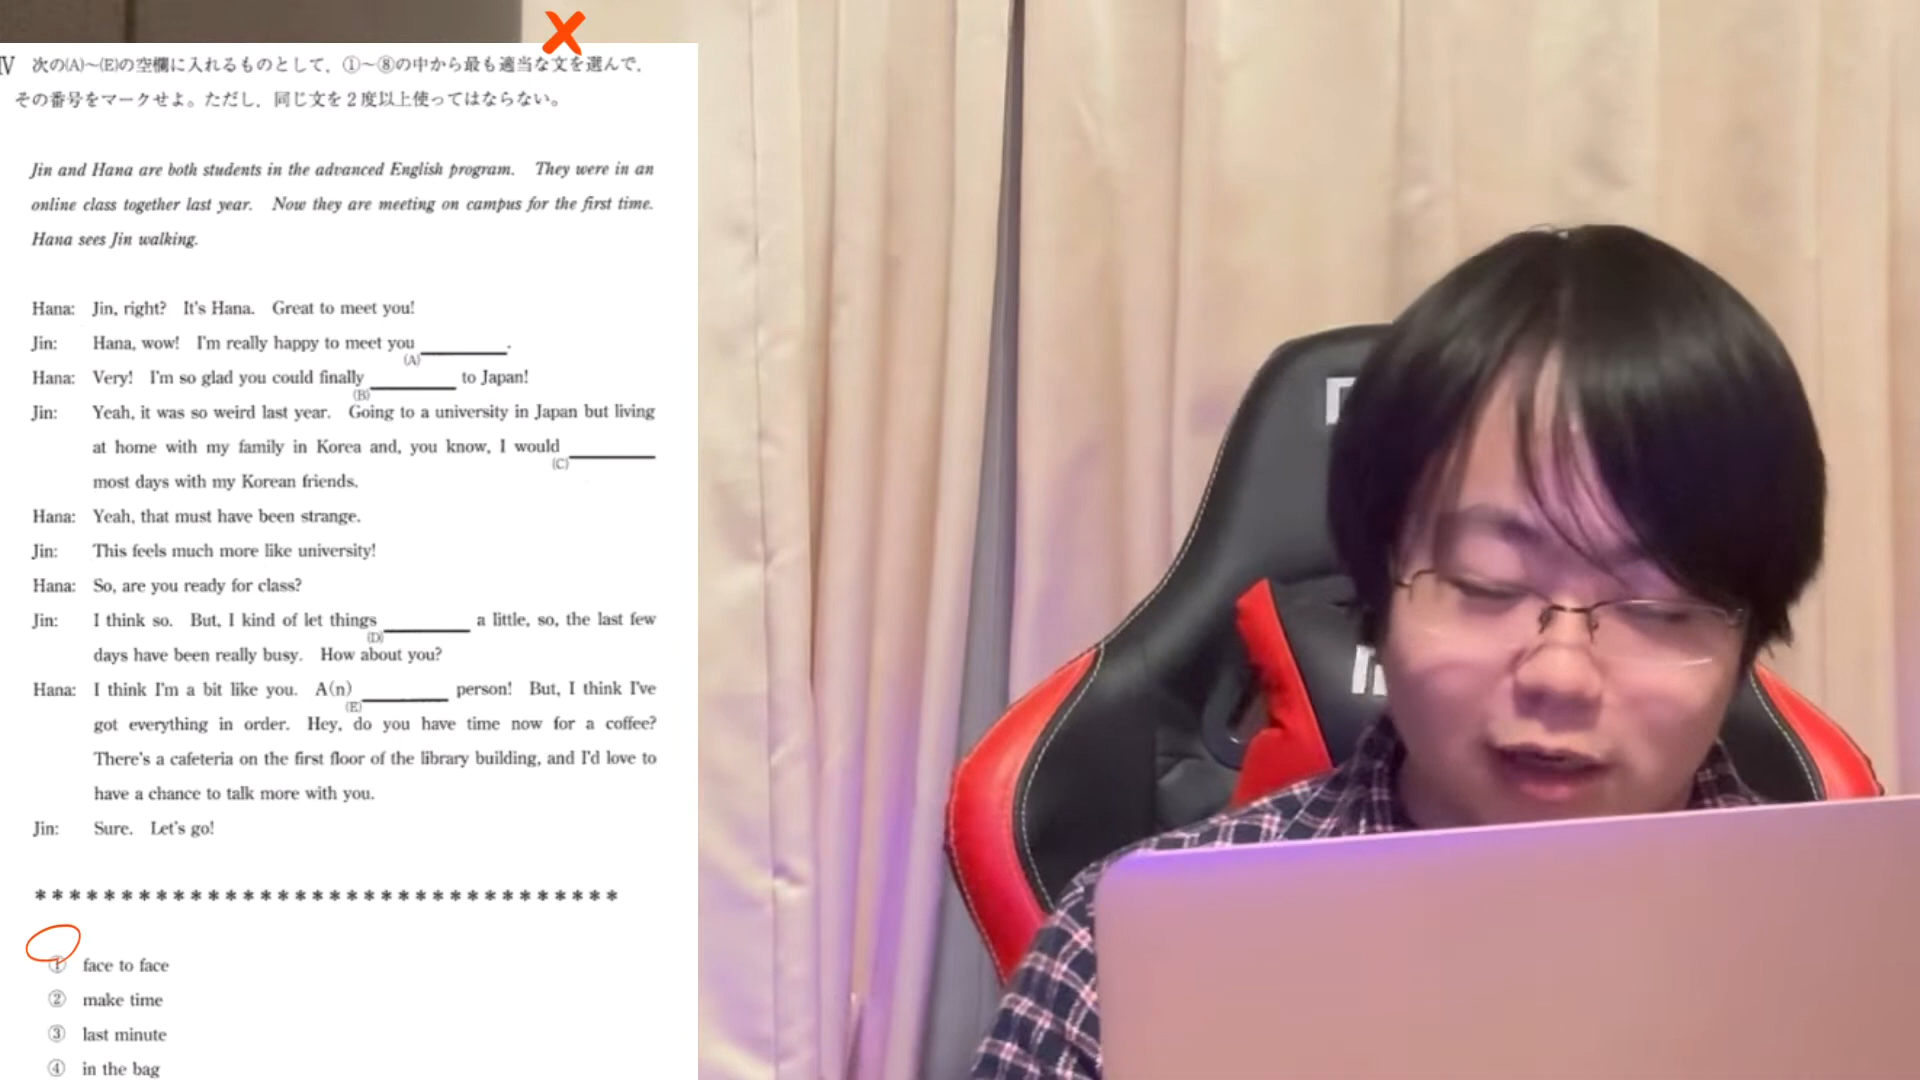 Ⅳ 次の(A)〜(E)の空欄に入れるものとして，①〜⑧の中から最も適当な文を選んで，
その番号をマークせよ。ただし，同じ文を２度以上使ってはならない。
Jin and Hana are both students in the advanced English program. They were in an
online class together last year. Now they are meeting on campus for the first time.
Hana sees Jin walking.
Hana: Jin, right? It's Hana. Great to meet you!
Jin: Hana, wow! I'm really happy to meet you ______.
(A)
Hana: Very! I'm so glad you could finally ______ to Japan!
(B)
Jin: Yeah, it was so weird last year. Going to a university in Japan but living
at home with my family in Korea and, you know, I would ______
(C)
most days with my Korean friends.
Hana: Yeah, that must have been strange.
Jin: This feels much more like university!
Hana: So, are you ready for class?
Jin: I think so. But, I kind of let things ______ a little, so, the last few
(D)
days have been really busy. How about you?
Hana: I think I'm a bit like you. A(n) ______ person! But, I think I've
(E)
got everything in order. Hey, do you have time now for a coffee?
There's a cafeteria on the first floor of the library building, and I'd love to
have a chance to talk more with you.
Jin: Sure. Let's go!
**********************************
① face to face
② make time
③ last minute
④ in the bag